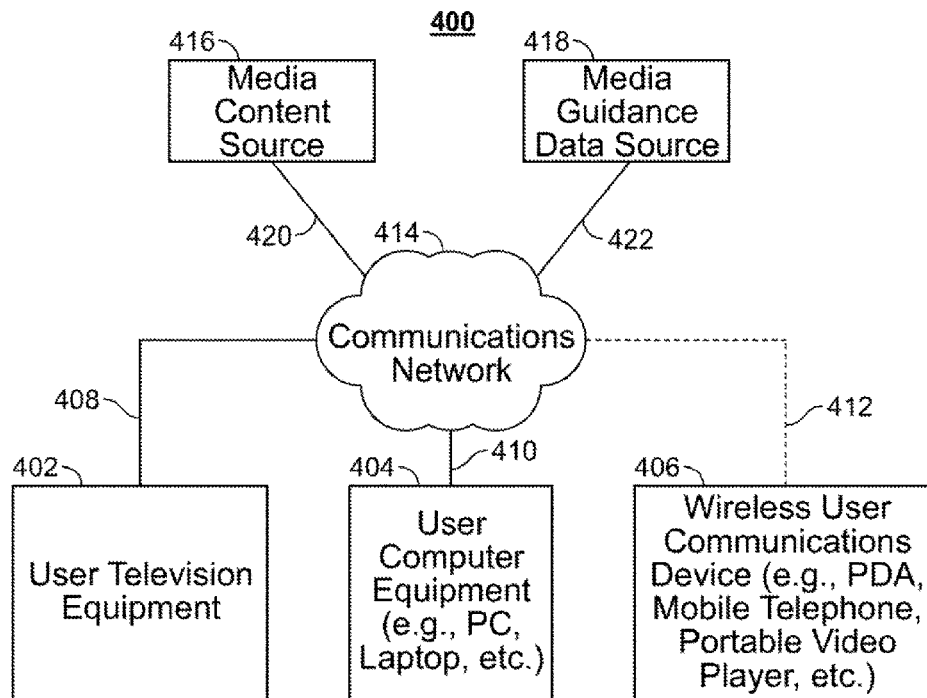 400
416
Media
Content
Source
418
Media
Guidance
Data Source
420
414
422
Communications
Network
408
410
412
402
User Television
Equipment
404
User
Computer
Equipment
(e.g., PC,
Laptop, etc.)
406
Wireless User
Communications
Device (e.g., PDA,
Mobile Telephone,
Portable Video
Player, etc.)